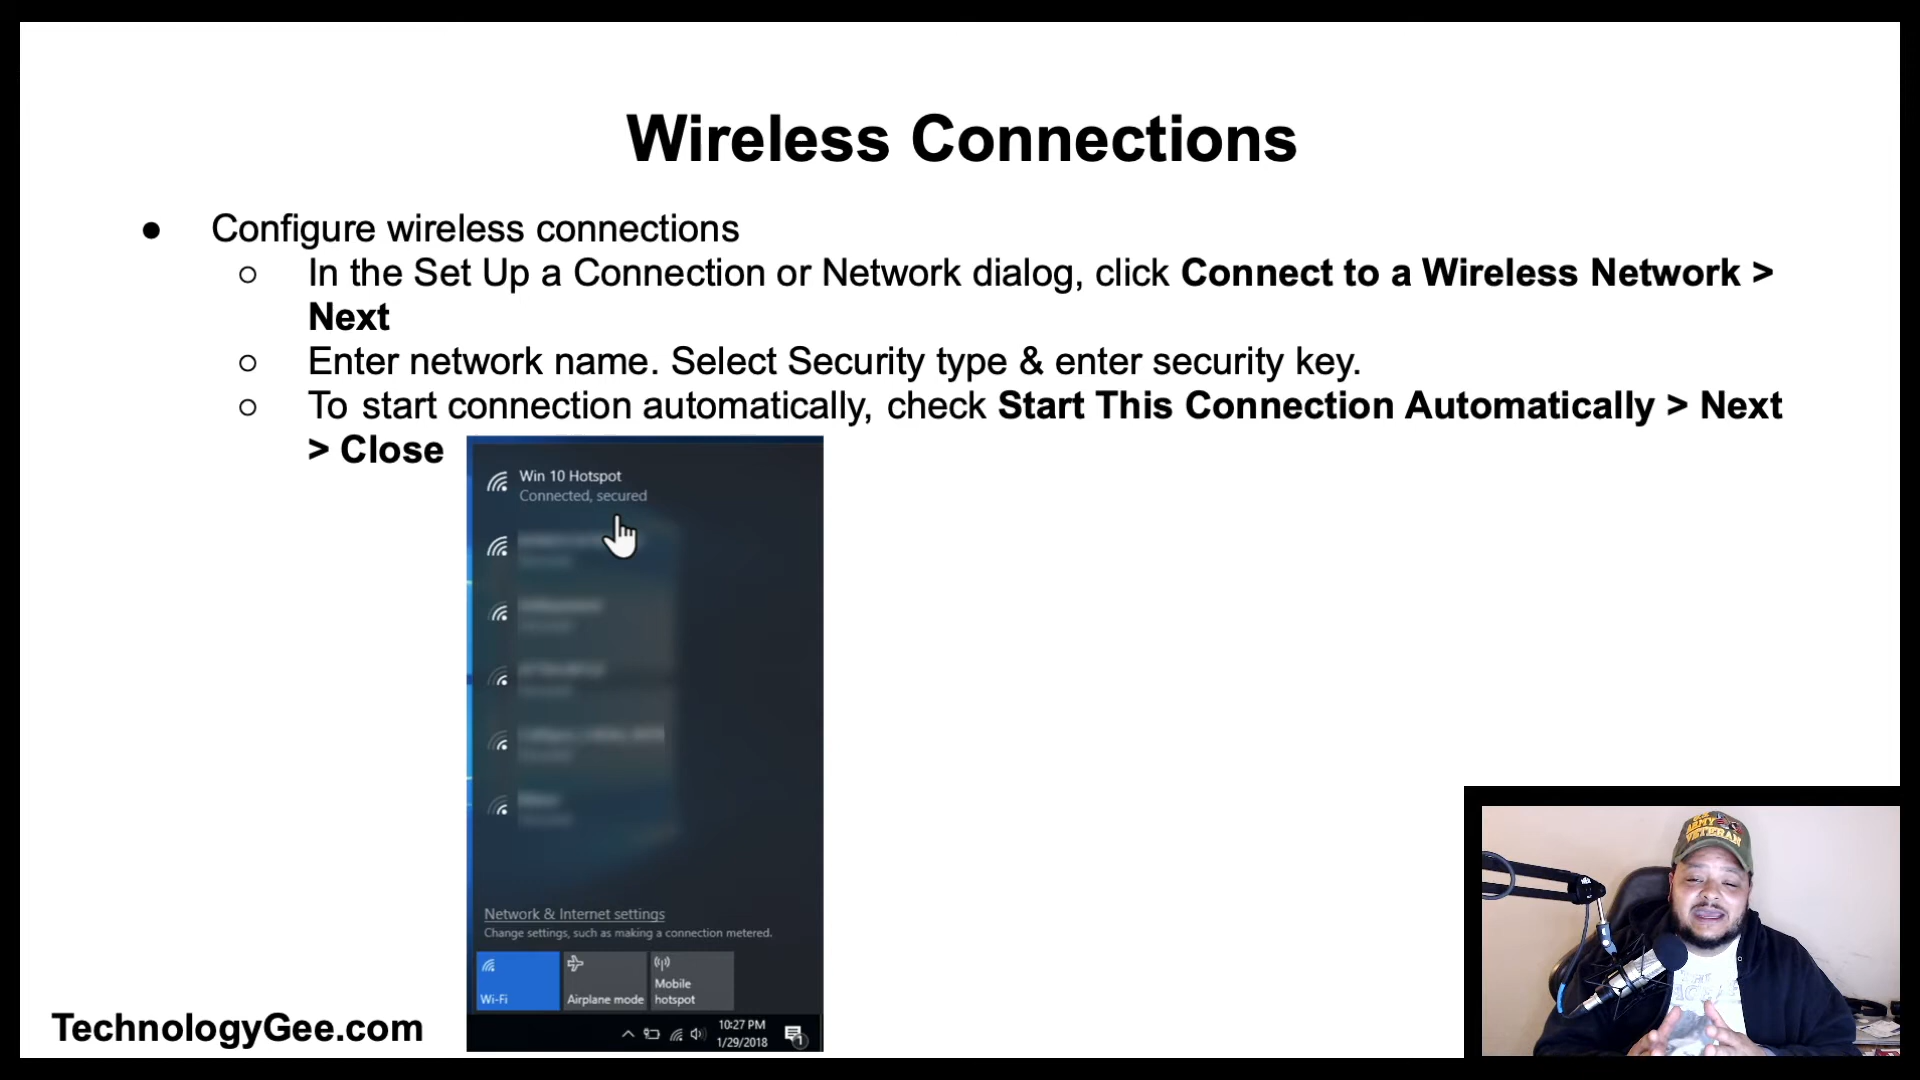 Wireless Connections
● Configure wireless connections
○ In the Set Up a Connection or Network dialog, click Connect to a Wireless Network >
Next
○ Enter network name. Select Security type & enter security key.
○ To start connection automatically, check Start This Connection Automatically > Next
> Close
Win 10 Hotspot
Connected, secured
Network & Internet settings
Change settings, such as making a connection metered.
Wi-Fi
Airplane mode
Mobile
hotspot
10:27 PM
1/29/2018
1
TechnologyGee.com
ARMY
VETERAN